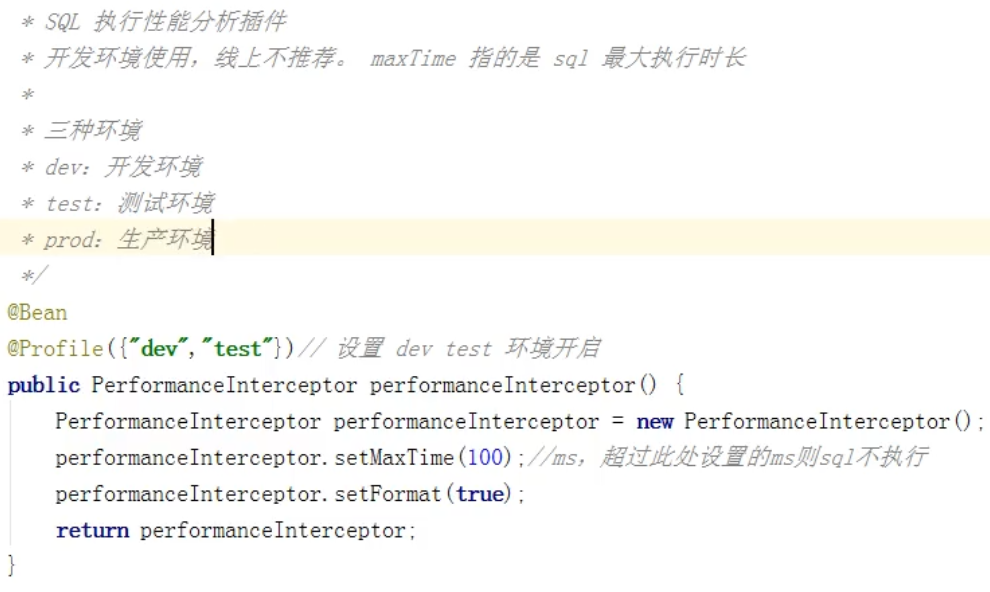 * SQL 执行性能分析插件
* 开发环境使用，线上不推荐。 maxTime 指的是 sql 最大执行时长
*
* 三种环境
* dev：开发环境
* test：测试环境
* prod：生产环境
*/
@Bean
@Profile({"dev","test"})// 设置 dev test 环境开启
public PerformanceInterceptor performanceInterceptor() {
    PerformanceInterceptor performanceInterceptor = new PerformanceInterceptor();
    performanceInterceptor.setMaxTime(100);//ms，超过此处设置的ms则sql不执行
    performanceInterceptor.setFormat(true);
    return performanceInterceptor;
}